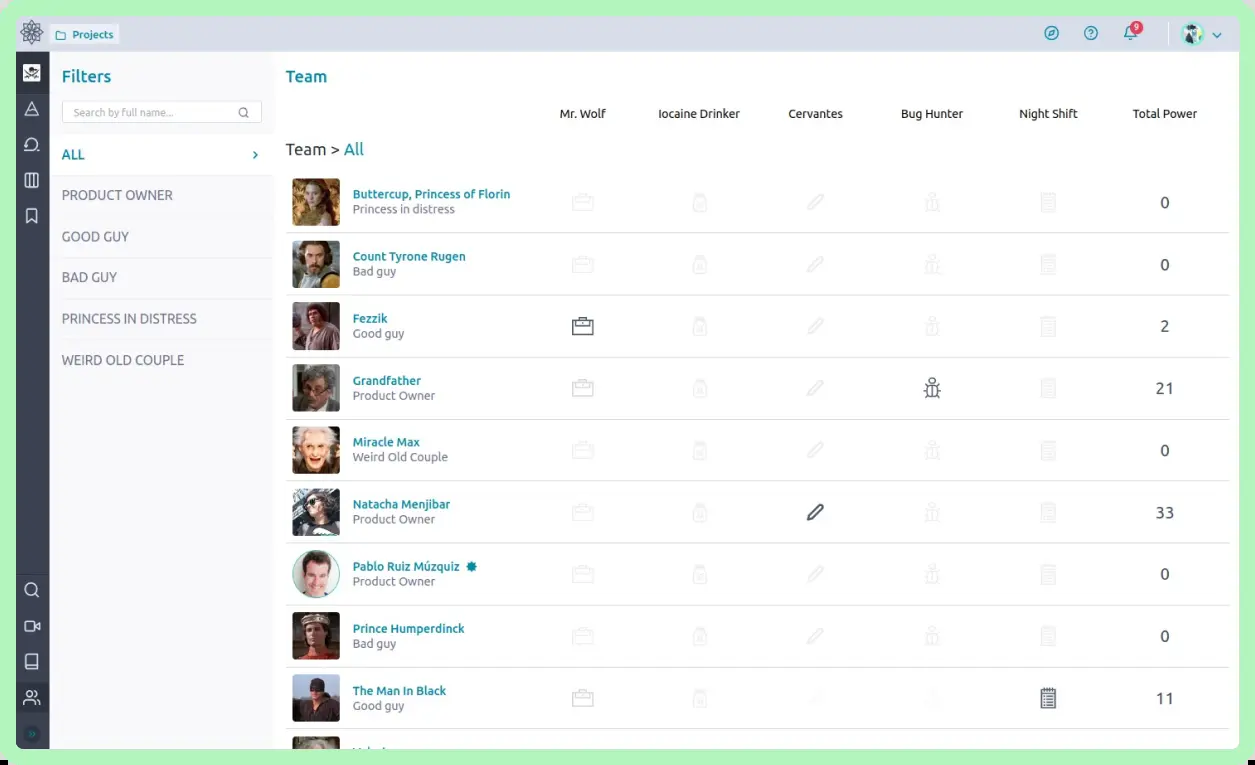 Projects
9
Filters
Search by full name...
ALL
PRODUCT OWNER
GOOD GUY
BAD GUY
PRINCESS IN DISTRESS
WEIRD OLD COUPLE
Team
Mr. Wolf Iocaine Drinker Cervantes Bug Hunter Night Shift Total Power
Team > All
Buttercup, Princess of Florin
Princess in distress
0
Count Tyrone Rugen
Bad guy
0
Fezzik
Good guy
2
Grandfather
Product Owner
21
Miracle Max
Weird Old Couple
0
Natacha Menjibar
Product Owner
33
Pablo Ruiz Múzquiz
Product Owner
0
Prince Humperdinck
Bad guy
0
The Man In Black
Good guy
11